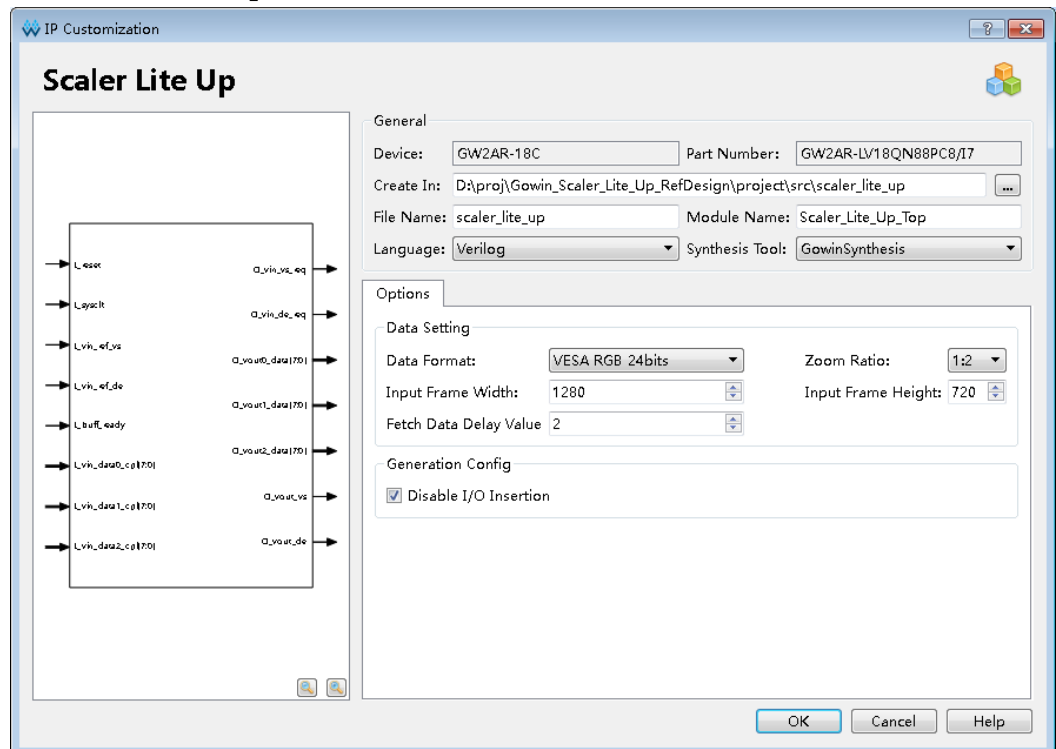 IP Customization
Scaler Lite Up
General
Device: GW2AR-18C Part Number: GW2AR-LV18QN88PC8/I7
Create In: D:\proj\Gowin_Scaler_Lite_Up_RefDesign\project\src\scaler_lite_up ...
File Name: scaler_lite_up Module Name: Scaler_Lite_Up_Top
Language: Verilog Synthesis Tool: GowinSynthesis
Options
Data Setting
Data Format: VESA RGB 24bits Zoom Ratio: 1:2
Input Frame Width: 1280 Input Frame Height: 720
Fetch Data Delay Value 2
Generation Config
Disable I/O Insertion
OK Cancel Help